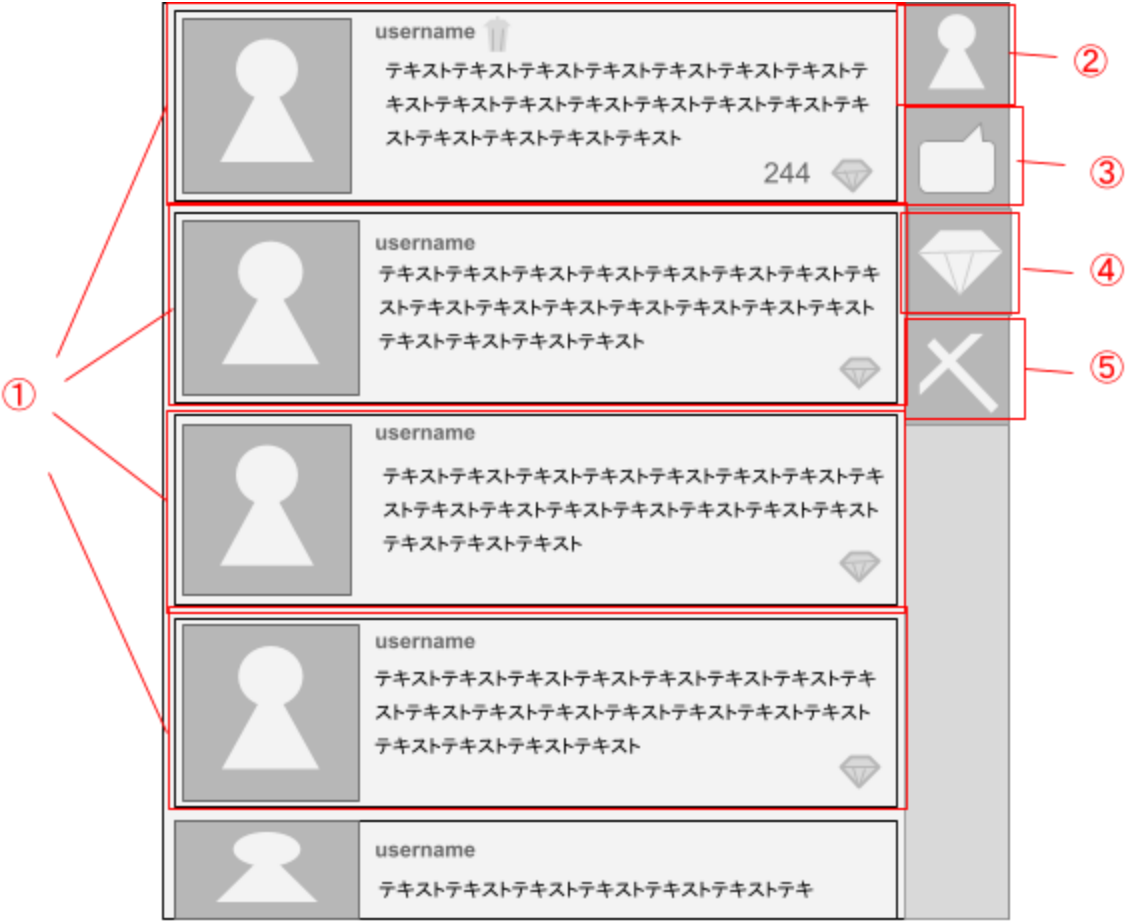 username
テキストテキストテキストテキストテキストテキストテキストテ
キストテキストテキストテキストテキストテキストテキストテキ
ストテキストテキストテキストテキスト
244
username
テキストテキストテキストテキストテキストテキストテキストテキ
ストテキストテキストテキストテキストテキストテキストテキスト
テキストテキストテキストテキスト
username
テキストテキストテキストテキストテキストテキストテキストテキ
ストテキストテキストテキストテキストテキストテキストテキスト
テキストテキストテキスト
username
テキストテキストテキストテキストテキストテキストテキストテキ
ストテキストテキストテキストテキストテキストテキストテキスト
テキストテキストテキストテキスト
username
テキストテキストテキストテキストテキストテキストテキ
①
②
③
④
⑤